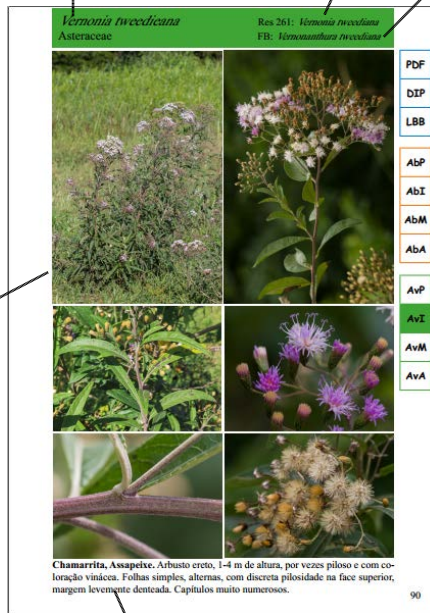 Vernonia tweedieana
Asteraceae
Res 261: Vernonia tweediana
FB: Vernonanthura tweediana
PDF
DIP
LBB
AbP
AbI
AbM
AbA
AvP
AvI
AvM
AvA
Chamarrita, Assapeixe. Arbusto ereto, 1-4 m de altura, por vezes piloso e com co-
loração vinácea. Folhas simples, alternas, com discreta pilosidade na face superior,
margem levemente denteada. Capítulos muito numerosos.
90